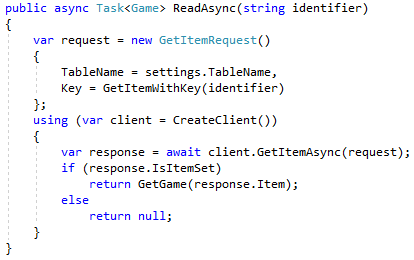 public async Task<Game> ReadAsync(string identifier)
{
    var request = new GetItemRequest()
    {
        TableName = settings.TableName,
        Key = GetItemWithKey(identifier)
    };
    using (var client = CreateClient())
    {
        var response = await client.GetItemAsync(request);
        if (response.IsItemSet)
            return GetGame(response.Item);
        else
            return null;
    }
}